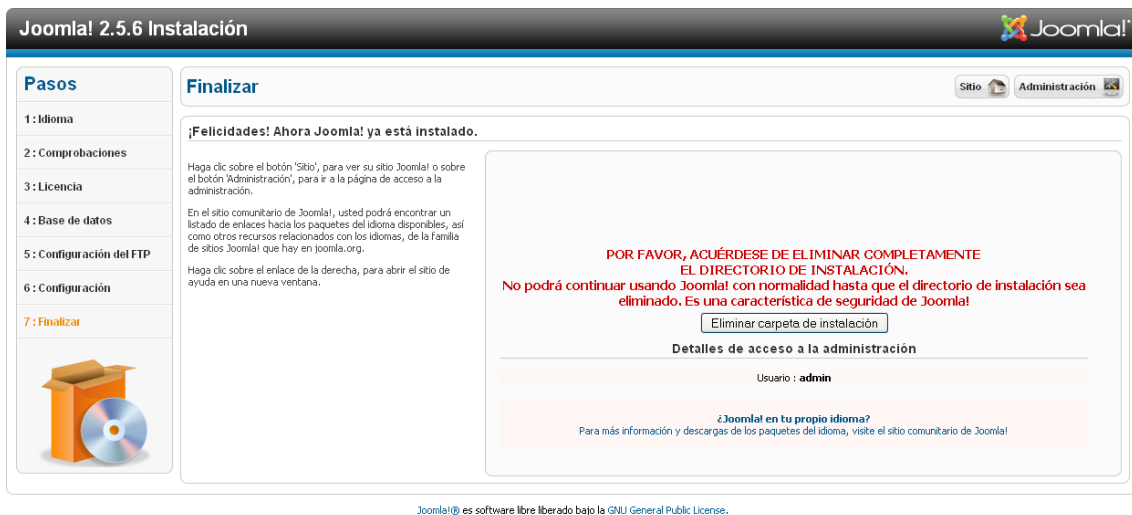 Joomla! 2.5.6 Instalación
Joomla!
Pasos
1 : Idioma
2 : Comprobaciones
3 : Licencia
4 : Base de datos
5 : Configuración del FTP
6 : Configuración
7 : Finalizar
Finalizar
Sitio
Administración
¡Felicidades! Ahora Joomla! ya está instalado.
Haga clic sobre el botón 'Sitio', para ver su sitio Joomla! o sobre
el botón 'Administración', para ir a la página de acceso a la
administración.
En el sitio comunitario de Joomla!, usted podrá encontrar un
listado de enlaces hacia los paquetes del idioma disponibles, así
como otros recursos relacionados con los idiomas, de la familia
de sitios Joomla! que hay en joomla.org.
Haga clic sobre el enlace de la derecha, para abrir el sitio de
ayuda en una nueva ventana.
POR FAVOR, ACUÉRDESE DE ELIMINAR COMPLETAMENTE
EL DIRECTORIO DE INSTALACIÓN.
No podrá continuar usando Joomla! con normalidad hasta que el directorio de instalación sea
eliminado. Es una característica de seguridad de Joomla!
Eliminar carpeta de instalación
Detalles de acceso a la administración
Usuario : admin
¿Joomla! en tu propio idioma?
Para más información y descargas de los paquetes del idioma, visite el sitio comunitario de Joomla!
Joomla!® es software libre liberado bajo la GNU General Public License.